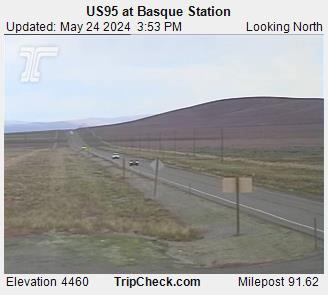 US95 at Basque Station
Updated: May 24 2024 3:53 PM Looking North
Elevation 4460 TripCheck.com Milepost 91.62